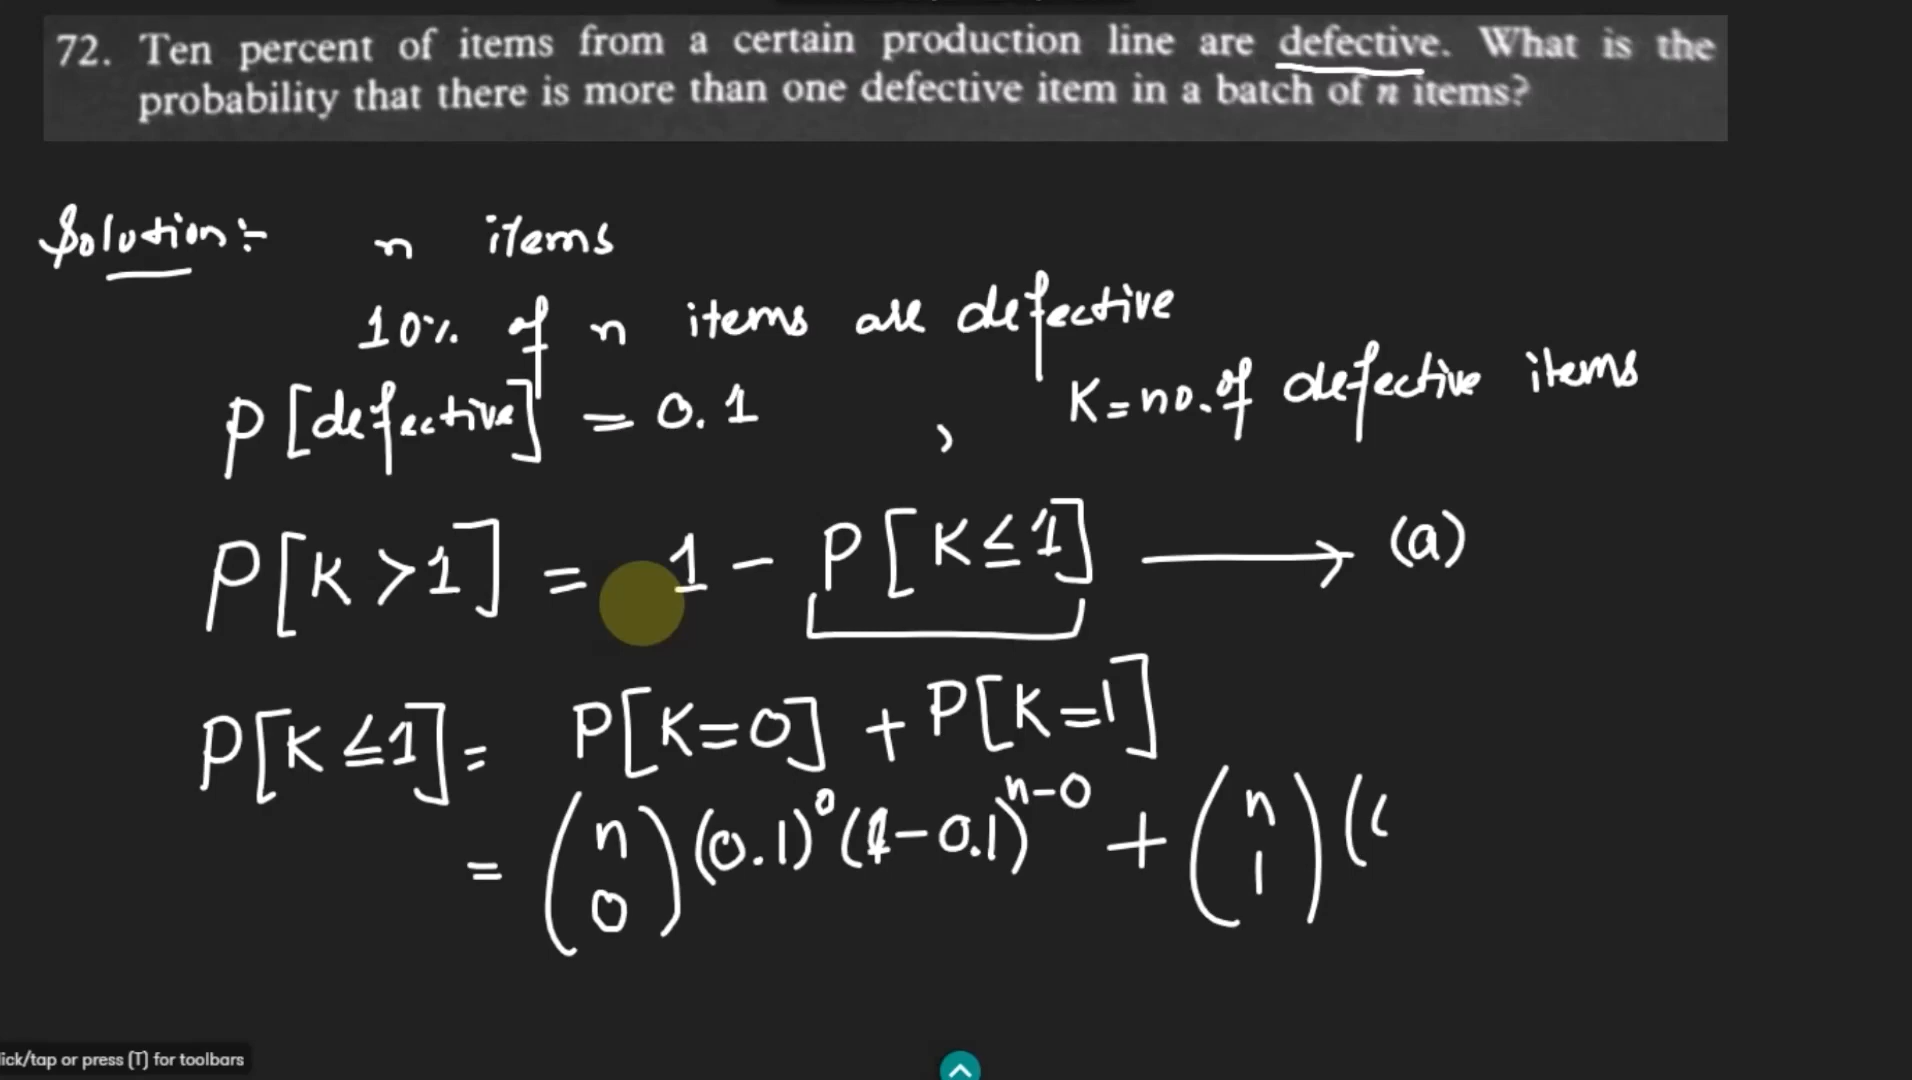 72. Ten percent of items from a certain production line are defective. What is the
probability that there is more than one defective item in a batch of n items?
Solution:- n items
10% of n items are defective
P[defective] = 0.1 , K=no. of defective items
P[K>1] = 1 - P[K≤1] ⟶ (a)
P[K≤1] = P[K=0] + P[K=1]
= (n 0) (0.1)^0 (1-0.1)^n-0 + (n 1) ((
lick/tap or press (T) for toolbars